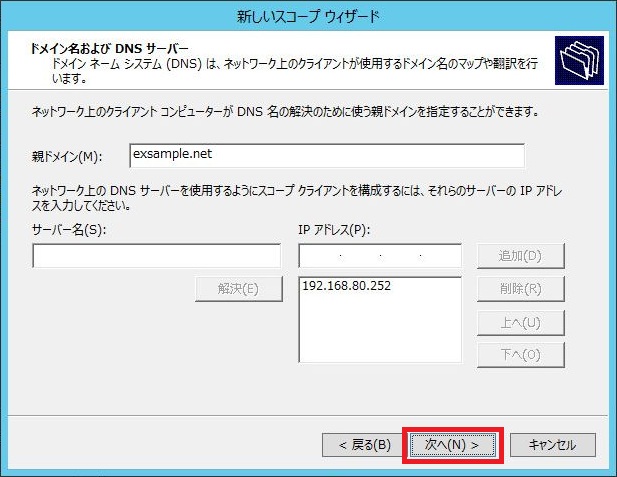 新しいスコープ ウィザード
ドメイン名および DNS サーバー
ドメイン ネーム システム (DNS) は、ネットワーク上のクライアントが使用するドメイン名のマップや翻訳を行
います。
ネットワーク上のクライアント コンピューターが DNS 名の解決のために使う親ドメインを指定することができます。
親ドメイン(M):
exsample.net
ネットワーク上の DNS サーバーを使用するようにスコープ クライアントを構成するには、それらのサーバーの IP アドレ
スを入力してください。
サーバー名(S):
IP アドレス(P):
追加(D)
解決(E)
192.168.80.252
削除(R)
上へ(U)
下へ(O)
< 戻る(B)
次へ(N) >
キャンセル